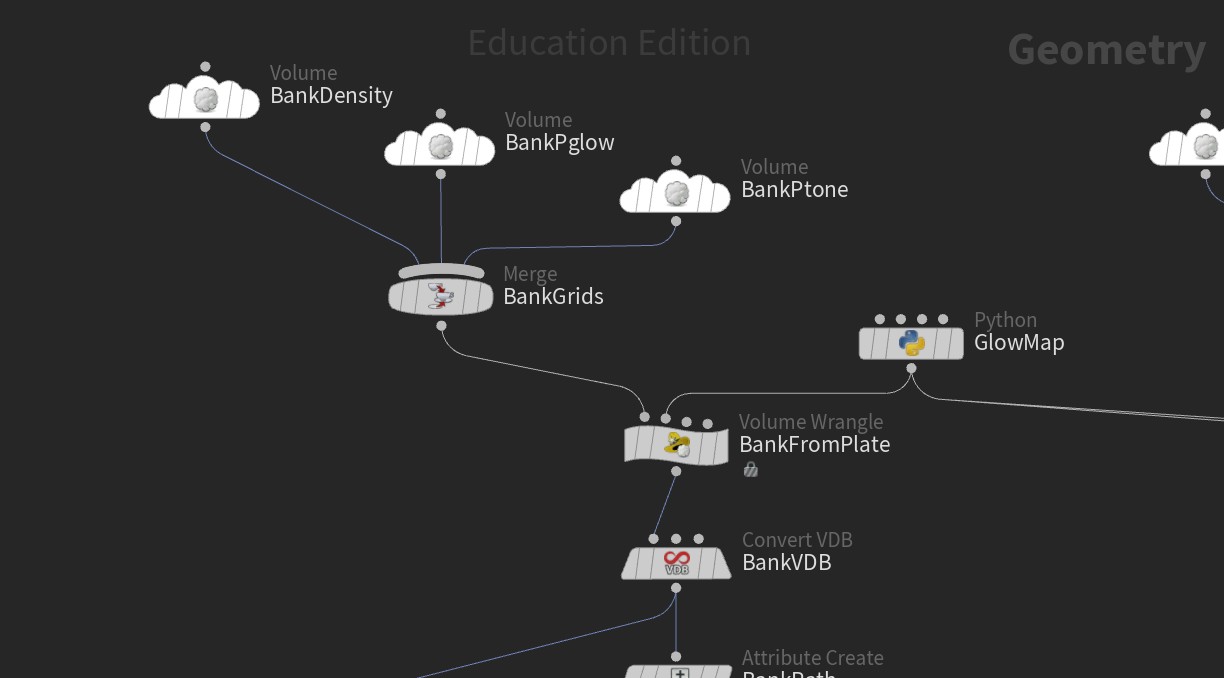 Education Edition
Geometry
Volume
BankDensity
Volume
BankPglow
Volume
BankPtone
Merge
BankGrids
Python
GlowMap
Volume Wrangle
BankFromPlate
Convert VDB
BankVDB
VDB
Attribute Create
BankPath